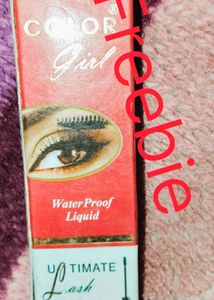 COLOR®
Girl
WaterProof
Liquid
ULTIMATE
Lash
Freebie